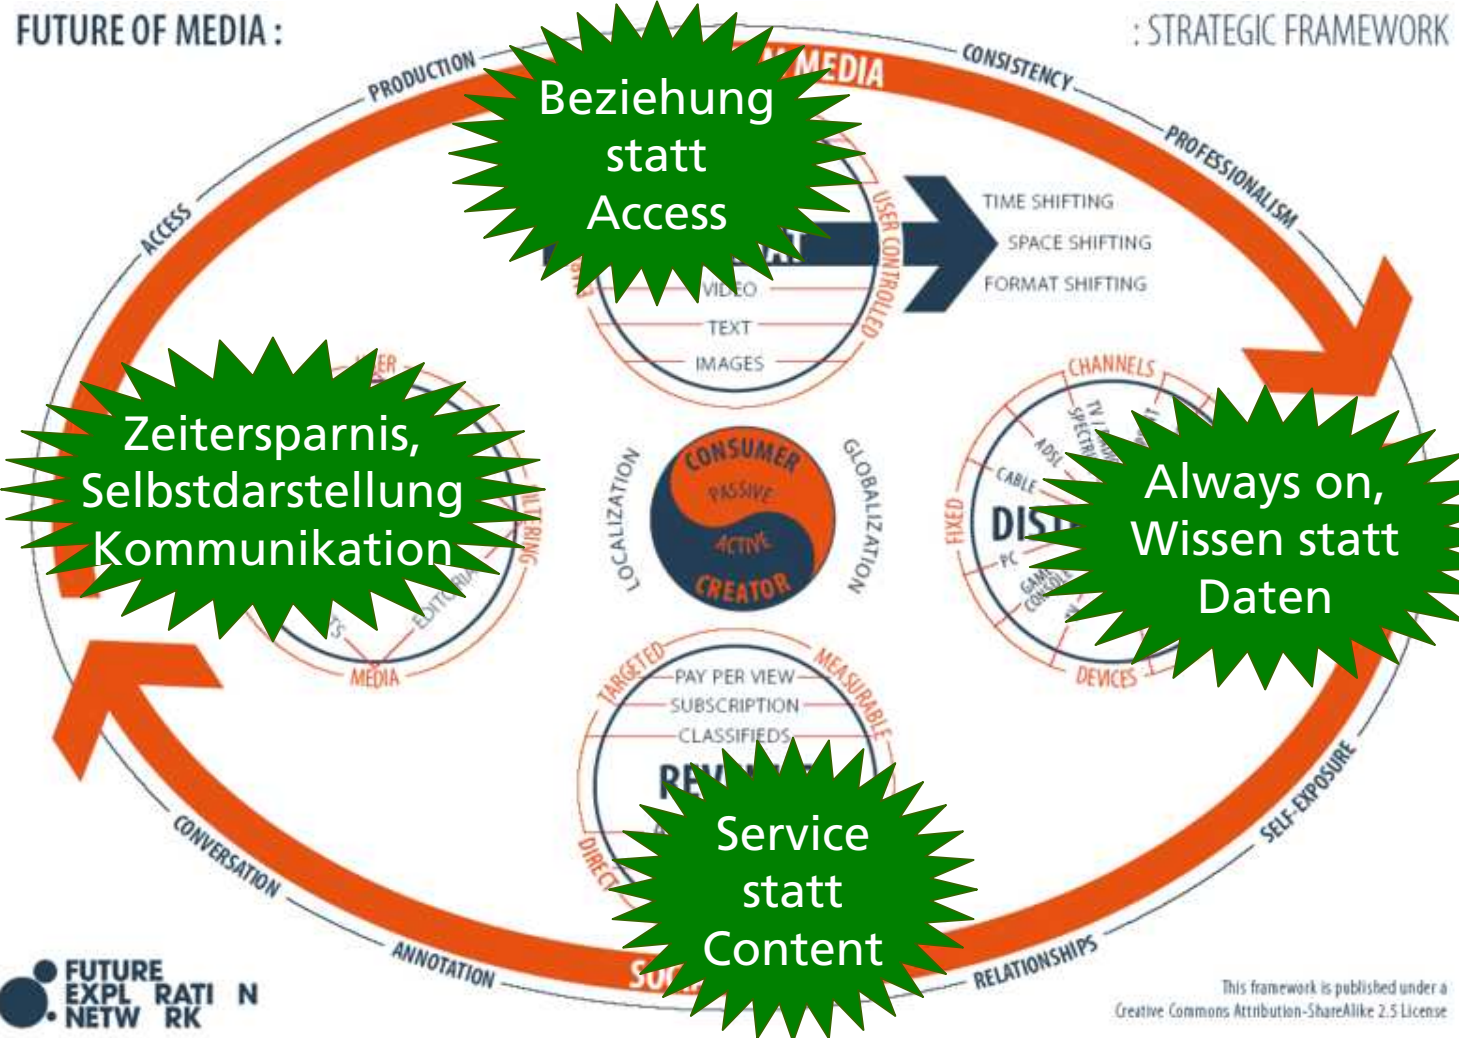 FUTURE OF MEDIA :
: STRATEGIC FRAMEWORK
PRODUCTION
MEDIA
CONSISTENCY
ACCESS
PROFESSIONALISM
Beziehung
statt
Access
USER CONTROLLED
TIME SHIFTING
SPACE SHIFTING
FORMAT SHIFTING
VIDEO
TEXT
IMAGES
CHANNELS
Zeitersparnis,
Selbstdarstellung
Kommunikation
MEDIA
LOCALIZATION
CONSUMER
PASSIVE
ACTIVE
CREATOR
GLOBALIZATION
FIXED
ADSL
CABLE
PC
DEVICES
Always on,
Wissen statt
Daten
TARGETED
MEASURABLE
DIRECT
PAY PER VIEW
SUBSCRIPTION
CLASSIFIEDS
Service
statt
Content
CONVERSATION
ANNOTATION
RELATIONSHIPS
SELF-EXPOSURE
FUTURE
EXPL RATI N
NETW RK
This framework is published under a
Creative Commons Attribution-ShareAlike 2.5 License